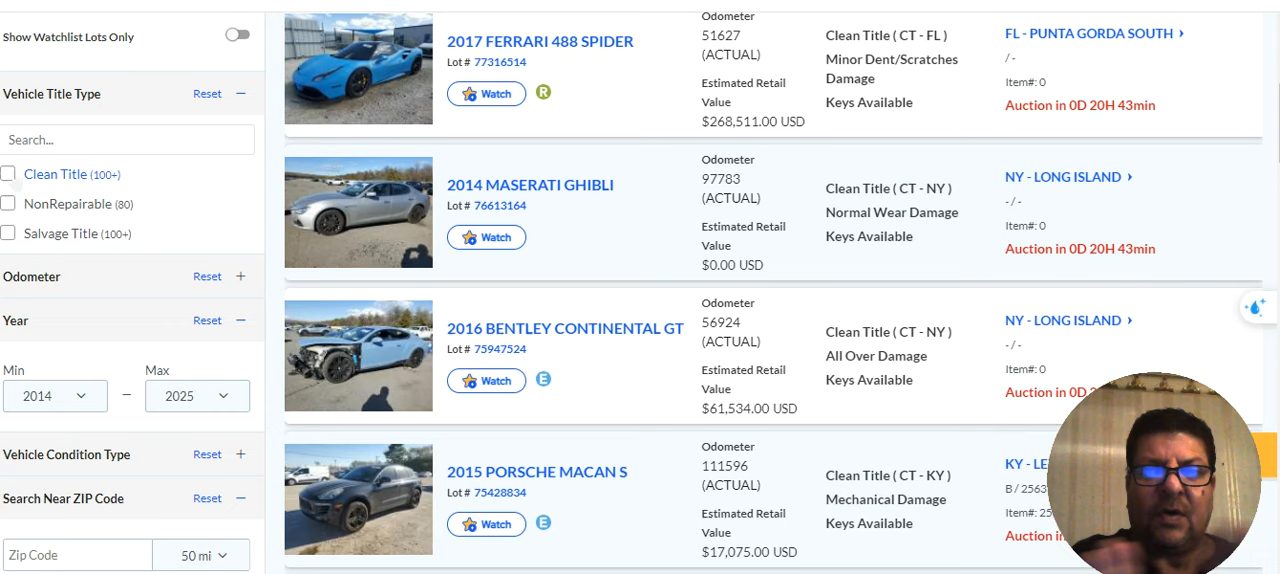 Show Watchlist Lots Only
Vehicle Title Type Reset
Search...
Clean Title (100+)
NonRepairable (80)
Salvage Title (100+)
Odometer Reset
Year Reset
Min Max
2014 – 2025
Vehicle Condition Type Reset
Search Near ZIP Code Reset
Zip Code 50 mi
2017 FERRARI 488 SPIDER
Lot # 77316514
Watch
R
Odometer
51627
(ACTUAL)
Estimated Retail
Value
$268,511.00 USD
Clean Title ( CT - FL )
Minor Dent/Scratches
Damage
Keys Available
FL - PUNTA GORDA SOUTH
/ -
Item#: 0
Auction in 0D 20H 43min
2014 MASERATI GHIBLI
Lot # 76613164
Watch
Odometer
97783
(ACTUAL)
Estimated Retail
Value
$0.00 USD
Clean Title ( CT - NY )
Normal Wear Damage
Keys Available
NY - LONG ISLAND
- / -
Item#: 0
Auction in 0D 20H 43min
2016 BENTLEY CONTINENTAL GT
Lot # 75947524
Watch
E
Odometer
56924
(ACTUAL)
Estimated Retail
Value
$61,534.00 USD
Clean Title ( CT - NY )
All Over Damage
Keys Available
NY - LONG ISLAND
- / -
Item#: 0
Auction in 0D 2
2015 PORSCHE MACAN S
Lot # 75428834
Watch
E
Odometer
111596
(ACTUAL)
Estimated Retail
Value
$17,075.00 USD
Clean Title ( CT - KY )
Mechanical Damage
Keys Available
KY - LE
B / 2563
Item#: 25
Auction in